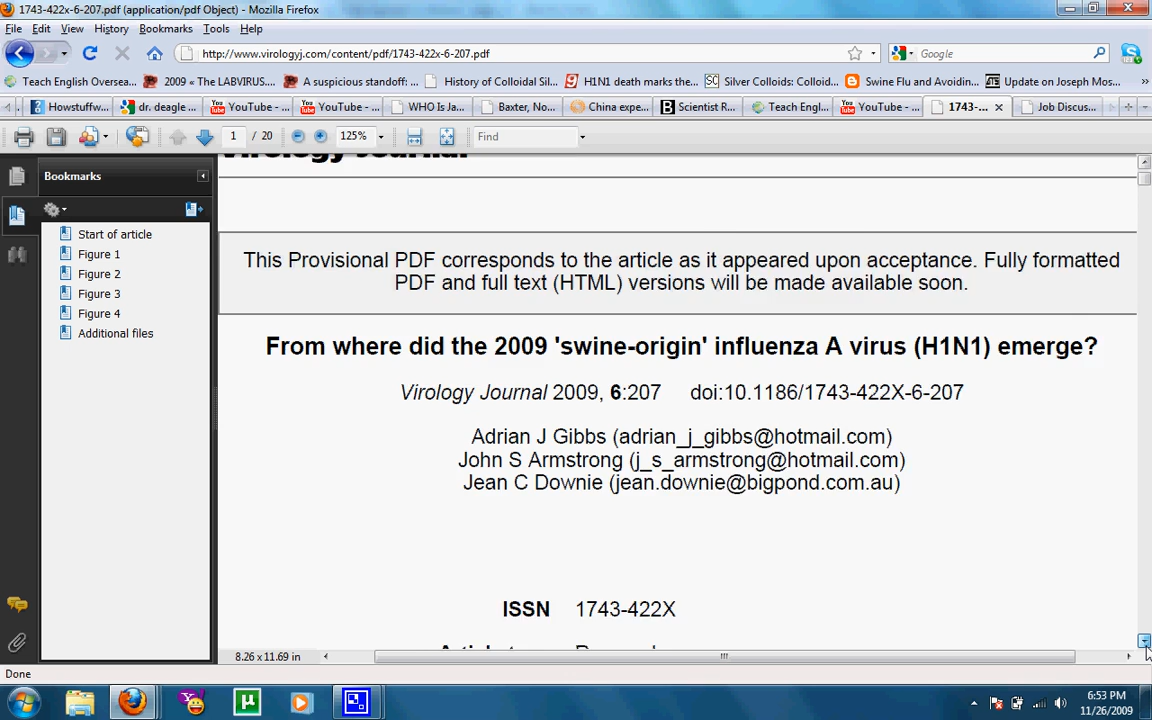 1743-422x-6-207.pdf (application/pdf Object) - Mozilla Firefox
File Edit View History Bookmarks Tools Help
http://www.virologyj.com/content/pdf/1743-422x-6-207.pdf
Google
Teach English Oversea... 2009 « The LABVIRUS.... A suspicious standoff: ... History of Colloidal Sil... H1N1 death marks the... Silver Colloids: Colloid... Swine Flu and Avoidin... Update on Joseph Mos... »
Howstuffw... dr. deagle ... YouTube - ... YouTube - ... WHO Is Ja... Baxter, No... China expe... Scientist R... Teach Engl... YouTube - ... 1743-... Job Discus...
1 / 20 125% Find
Virology Journal
Bookmarks
Start of article
Figure 1
Figure 2
Figure 3
Figure 4
Additional files
This Provisional PDF corresponds to the article as it appeared upon acceptance. Fully formatted
PDF and full text (HTML) versions will be made available soon.
From where did the 2009 'swine-origin' influenza A virus (H1N1) emerge?
Virology Journal 2009, 6:207 doi:10.1186/1743-422X-6-207
Adrian J Gibbs (adrian_j_gibbs@hotmail.com)
John S Armstrong (j_s_armstrong@hotmail.com)
Jean C Downie (jean.downie@bigpond.com.au)
ISSN 1743-422X
8.26 x 11.69 in
Done
6:53 PM
11/26/2009